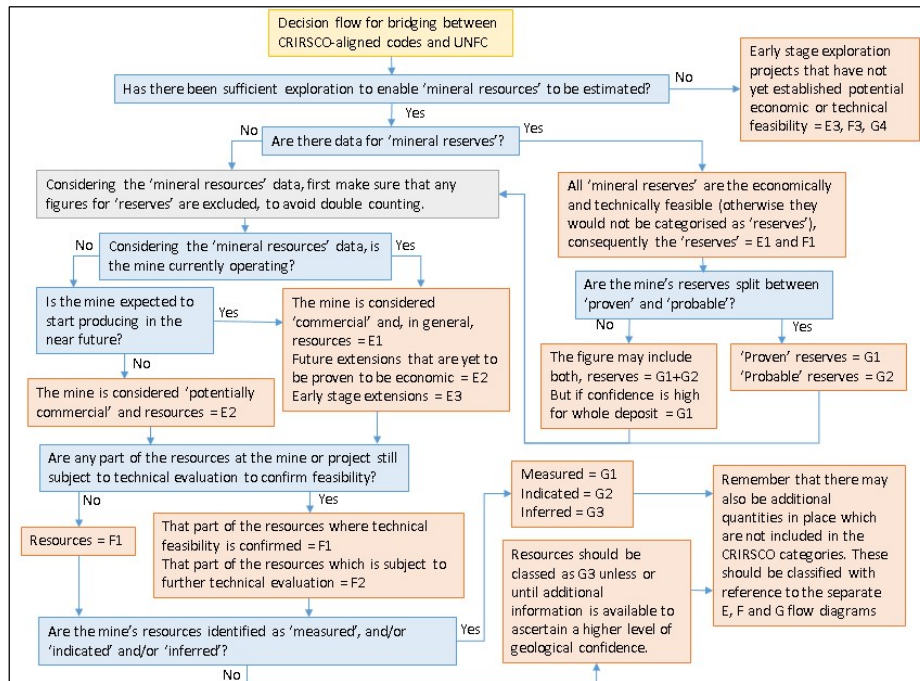 Decision flow for bridging between
CRIRSCO-aligned codes and UNFC
Has there been sufficient exploration to enable ‘mineral resources’ to be estimated?
No
Early stage exploration
projects that have not
yet established potential
economic or technical
feasibility = E3, F3, G4
Yes
No
Are there data for ‘mineral reserves’?
Yes
Considering the ‘mineral resources’ data, first make sure that any
figures for ‘reserves’ are excluded, to avoid double counting.
All ‘mineral reserves’ are the economically
and technically feasible (otherwise they
would not be categorised as ‘reserves’),
consequently the ‘reserves’ = E1 and F1
No
Considering the ‘mineral resources’ data, is
the mine currently operating?
Yes
Are the mine’s reserves split between
‘proven’ and ‘probable’?
Is the mine expected to
start producing in the
near future?
Yes
The mine is considered
‘commercial’ and, in general,
resources = E1
Future extensions that are yet to
be proven to be economic = E2
Early stage extensions = E3
No
Yes
The figure may include
both, reserves = G1+G2
But if confidence is high
for whole deposit = G1
‘Proven’ reserves = G1
‘Probable’ reserves = G2
No
The mine is considered ‘potentially
commercial’ and resources = E2
Are any part of the resources at the mine or project still
subject to technical evaluation to confirm feasibility?
No
Yes
Resources = F1
That part of the resources where technical
feasibility is confirmed = F1
That part of the resources which is subject to
further technical evaluation = F2
Measured = G1
Indicated = G2
Inferred = G3
Remember that there may
also be additional
quantities in place which
are not included in the
CRIRSCO categories. These
should be classified with
reference to the separate
E, F and G flow diagrams
Resources should be
classed as G3 unless or
until additional
information is available to
ascertain a higher level of
geological confidence.
Are the mine’s resources identified as ‘measured’, and/or
‘indicated’ and/or ‘inferred’?
Yes
No